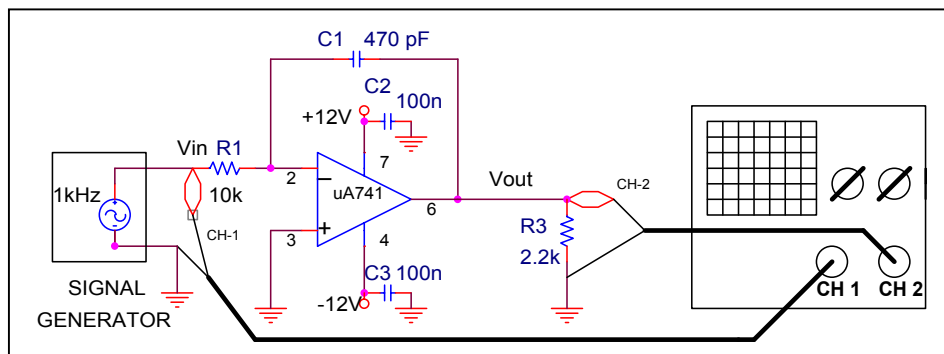 C1 470 pF
C2
100n
+12V
Vin
R1
1kHz
10k
2
7
uA741
6
3
4
Vout
CH-2
CH-1
R3
2.2k
C3 100n
-12V
SIGNAL
GENERATOR
CH 1
CH 2